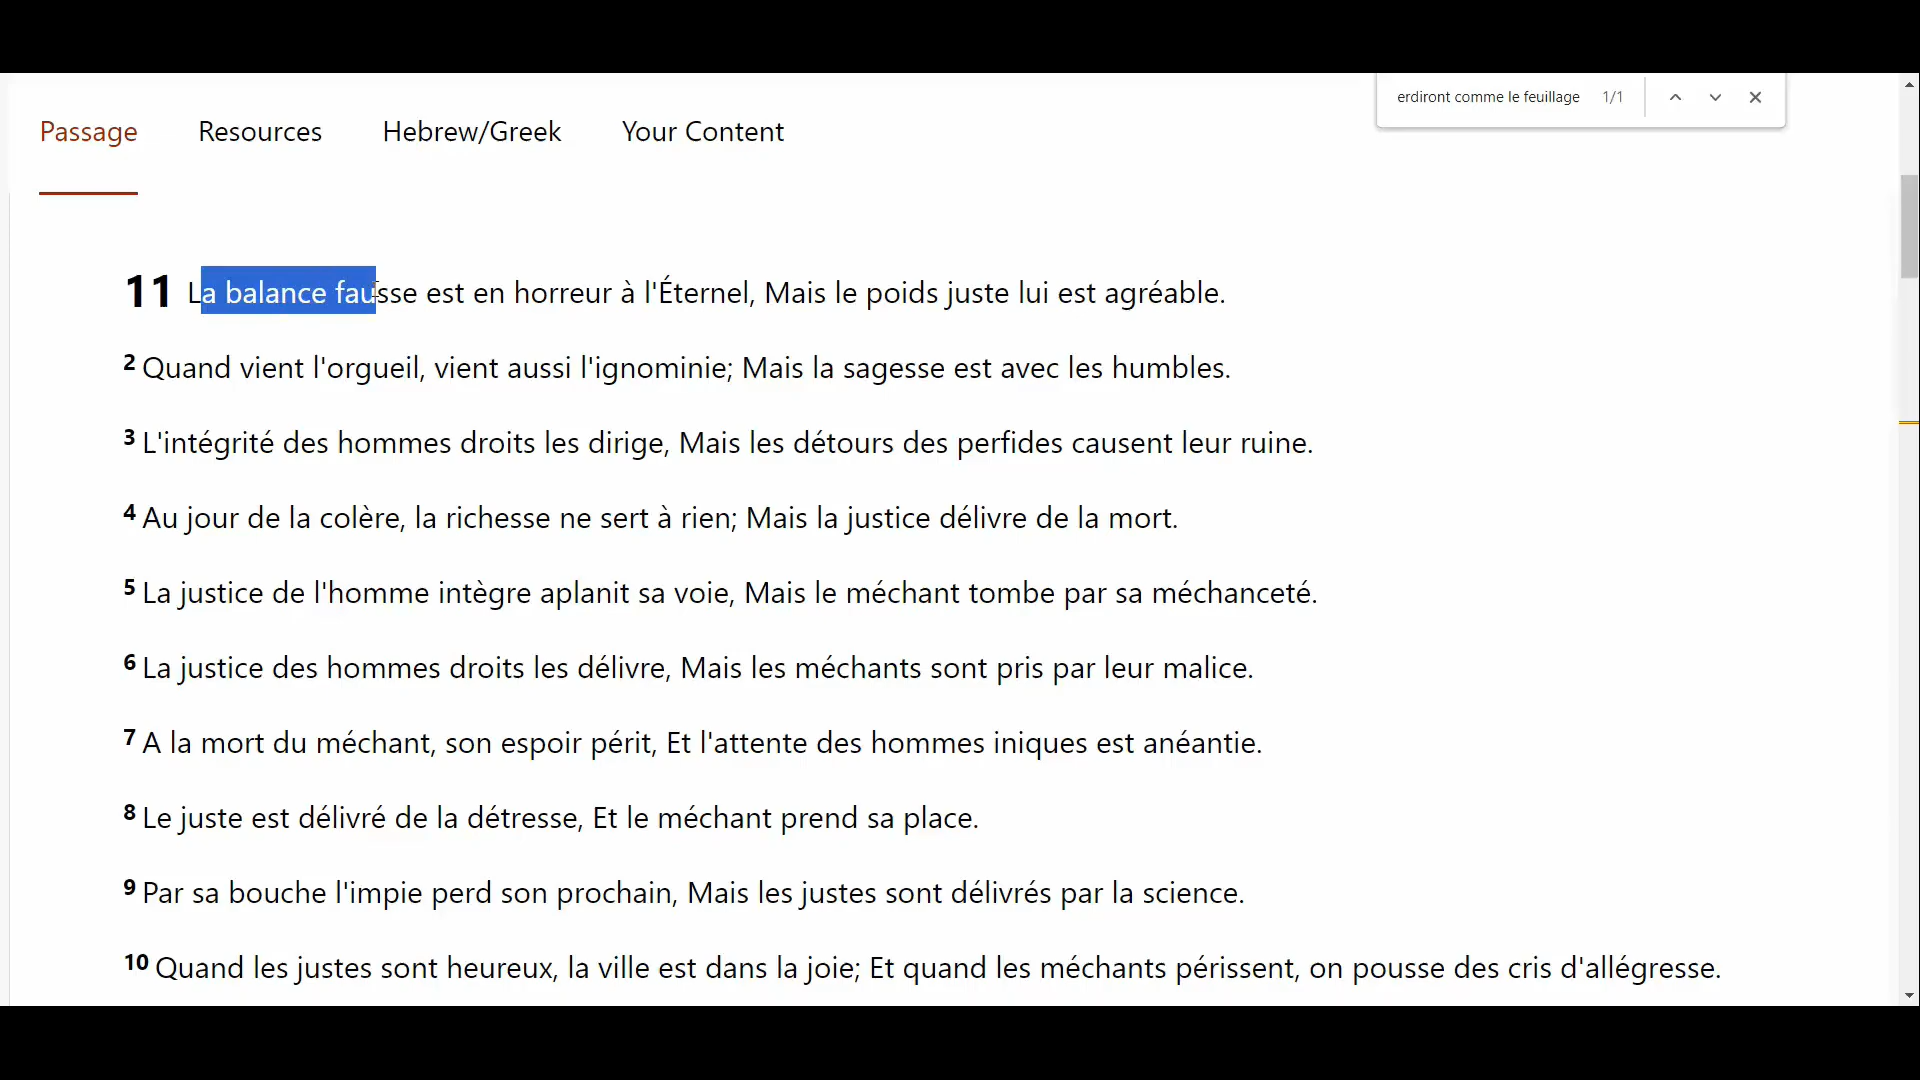 erdiront comme le feuillage 1/1
Passage Resources Hebrew/Greek Your Content
11 La balance fausse est en horreur à l'Éternel, Mais le poids juste lui est agréable.
2 Quand vient l'orgueil, vient aussi l'ignominie; Mais la sagesse est avec les humbles.
3 L'intégrité des hommes droits les dirige, Mais les détours des perfides causent leur ruine.
4 Au jour de la colère, la richesse ne sert à rien; Mais la justice délivre de la mort.
5 La justice de l'homme intègre aplanit sa voie, Mais le méchant tombe par sa méchanceté.
6 La justice des hommes droits les délivre, Mais les méchants sont pris par leur malice.
7 A la mort du méchant, son espoir périt, Et l'attente des hommes iniques est anéantie.
8 Le juste est délivré de la détresse, Et le méchant prend sa place.
9 Par sa bouche l'impie perd son prochain, Mais les justes sont délivrés par la science.
10 Quand les justes sont heureux, la ville est dans la joie; Et quand les méchants périssent, on pousse des cris d'allégresse.